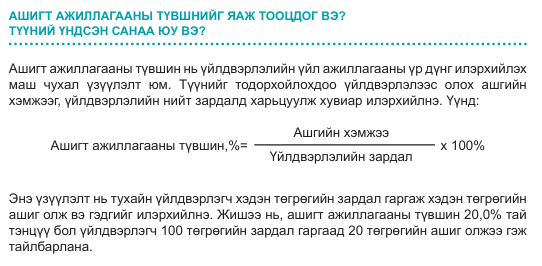 АШИГТ АЖИЛЛАГААНЫ ТҮВШНИЙГ ЯАЖ ТООЦДОГ ВЭ?
ТҮҮНИЙ ҮНДСЭН САНАА ЮУ ВЭ?
Ашигт ажиллагааны түвшин нь үйлдвэрлэлийн үйл ажиллагааны үр дүнг илэрхийлэх
маш чухал үзүүлэлт юм. Түүнийг тодорхойлохдоо үйлдвэрлэлээс олох ашгийн
хэмжээг, үйлдвэрлэлийн нийт зардалд харьцуулж хувиар илэрхийлнэ. Үүнд:
Ашгийн хэмжээ
Ашигт ажиллагааны түвшин,%= x 100%
Үйлдвэрлэлийн зардал
Энэ үзүүлэлт нь тухайн үйлдвэрлэгч хэдэн төгрөгийн зардал гаргаж хэдэн төгрөгийн
ашиг олж вэ гэдгийг илэрхийлнэ. Жишээ нь, ашигт ажиллагааны түвшин 20,0% тай
тэнцүү бол үйлдвэрлэгч 100 төгрөгийн зардал гаргаад 20 төгрөгийн ашиг олжээ гэж
тайлбарлана.